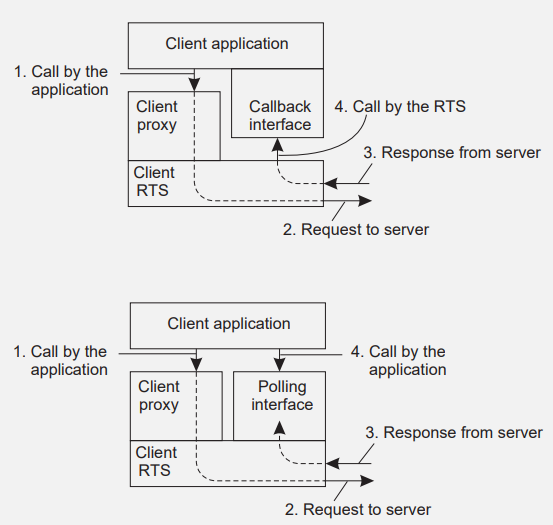 Client application
1. Call by the
application
Client
proxy
Callback
interface
4. Call by the RTS
Client
RTS
3. Response from server
2. Request to server
Client application
1. Call by the
application
4. Call by the
application
Client
proxy
Polling
interface
Client
RTS
3. Response from server
2. Request to server